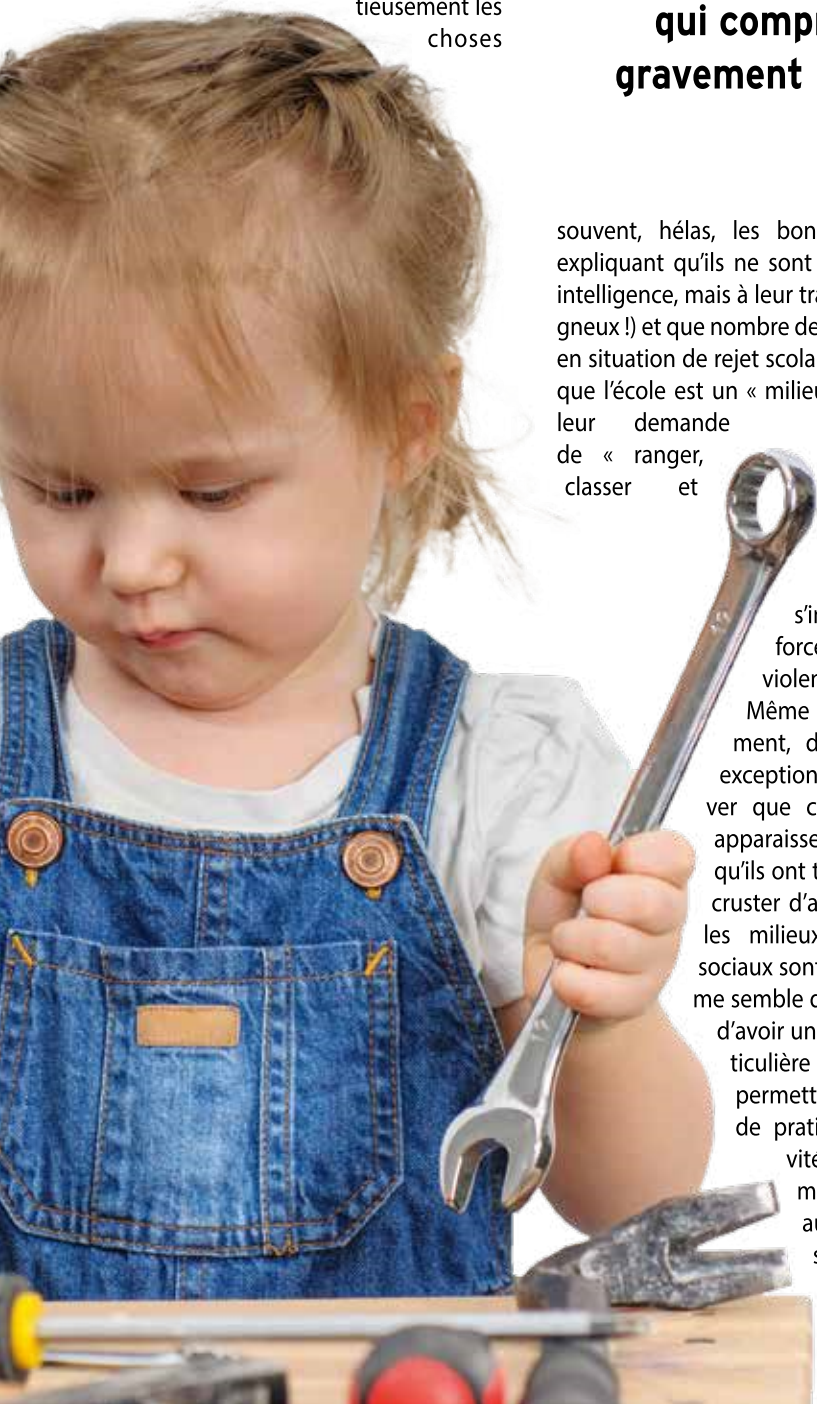 tieusement les
choses
qui compr
gravement
souvent, hélas, les bon
expliquant qu'ils ne sont
intelligence, mais à leur tra
gneux !) et que nombre de
en situation de rejet scola
que l'école est un « milieu
leur demande
de « ranger,
classer et
s'in
force
violen
Même
ment, d
exception
ver que c
apparaisse
qu'ils ont t
cruster d'a
les milieux
sociaux sont
me semble
d'avoir un
ticulière
permett
de prati
vité
m
au
s